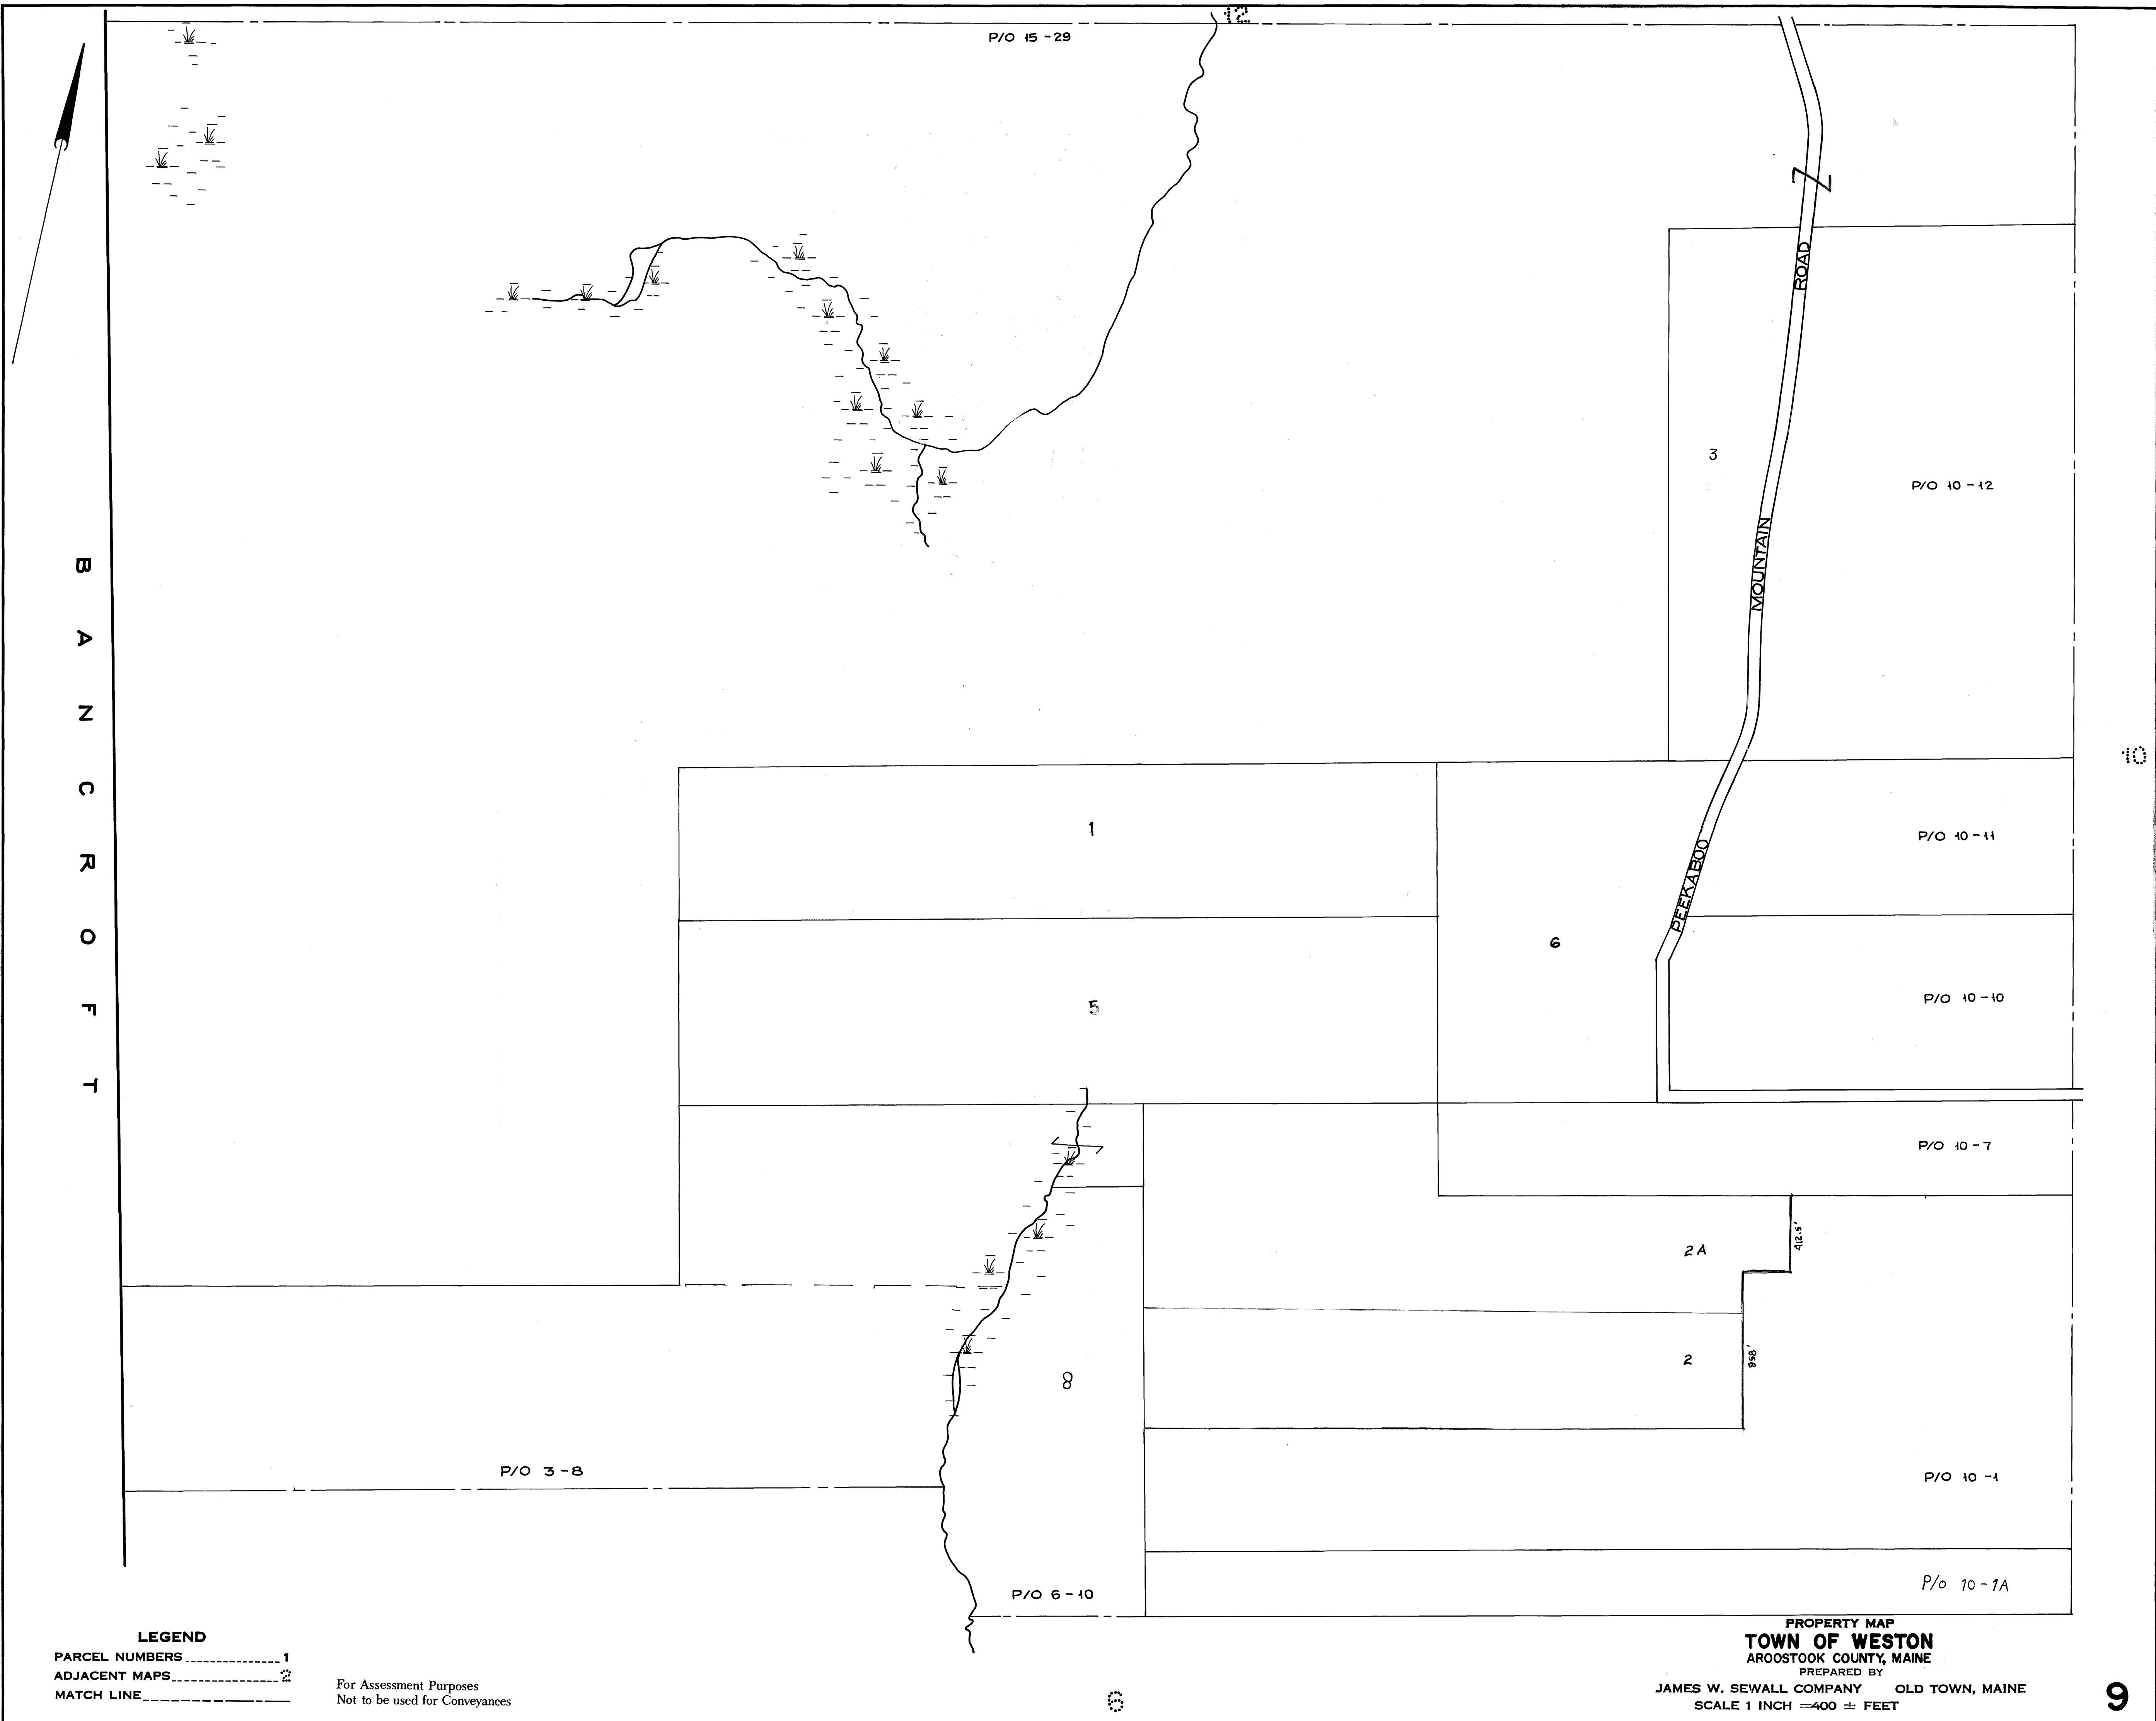 12
P/O 15-29
ROAD
3
P/O 10-12
MOUNTAIN
BANCROFT
10
1
P/O 10-11
PEEKABOO
6
5
P/O 10-10
P/O 10-7
412.5'
2A
2
858'
8
P/O 3-8
P/O 10-1
P/O 6-10
P/o 10-1A
LEGEND
PARCEL NUMBERS 1
ADJACENT MAPS 2
MATCH LINE
For Assessment Purposes
Not to be used for Conveyances
6
PROPERTY MAP
TOWN OF WESTON
AROOSTOOK COUNTY, MAINE
PREPARED BY
JAMES W. SEWALL COMPANY OLD TOWN, MAINE
SCALE 1 INCH = 400 ± FEET
9